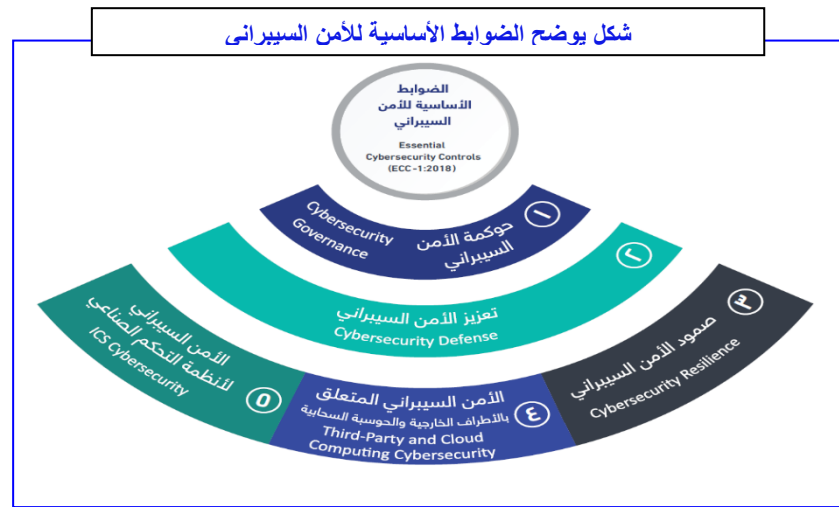 شكل يوضح الضوابط الأساسية للأمن السيبراني
الضوابط
الأساسية للأمن
السيبراني
Essential
Cybersecurity Controls
(ECC-1:2018)
١
حوكمة الأمن
السيبراني
Cybersecurity
Governance
٢
تعزيز الأمن السيبراني
Cybersecurity Defense
٣
صمود الأمن السيبراني
Cybersecurity Resilience
٤
الأمن السيبراني المتعلق
بالأطراف الخارجية والحوسبة السحابية
Third-Party and Cloud
Computing Cybersecurity
٥
الأمن السيبراني
لأنظمة التحكم الصناعي
ICS Cybersecurity